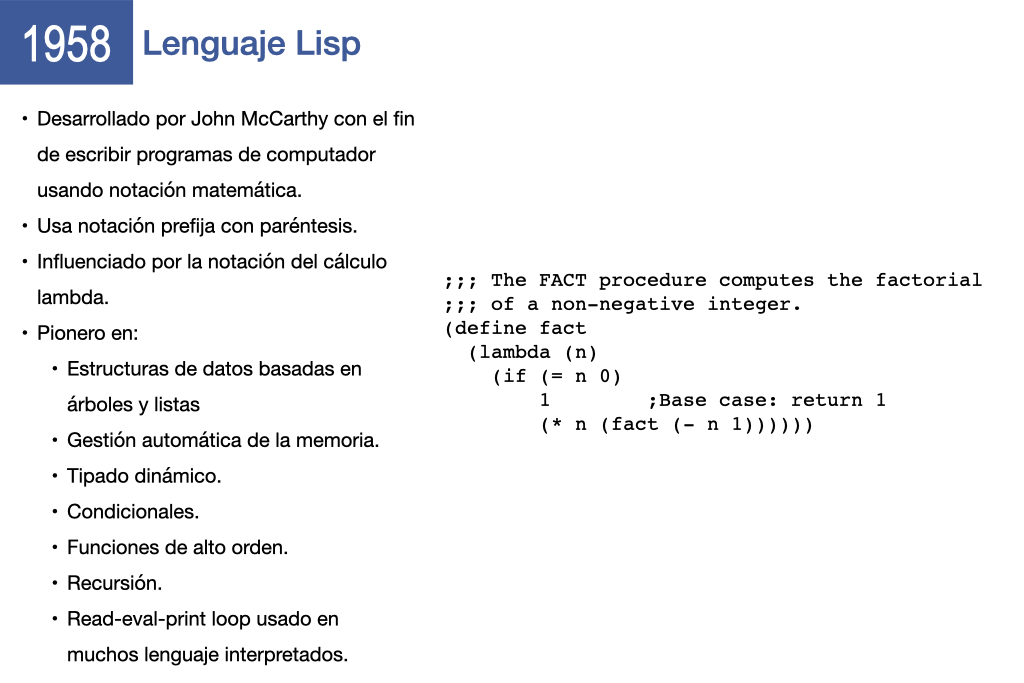 1958 Lenguaje Lisp
• Desarrollado por John McCarthy con el fin
de escribir programas de computador
usando notación matemática.
• Usa notación prefija con paréntesis.
• Influenciado por la notación del cálculo
lambda.
• Pionero en:
• Estructuras de datos basadas en
árboles y listas
• Gestión automática de la memoria.
• Tipado dinámico.
• Condicionales.
• Funciones de alto orden.
• Recursión.
• Read-eval-print loop usado en
muchos lenguaje interpretados.
;;; The FACT procedure computes the factorial
;;; of a non-negative integer.
(define fact
  (lambda (n)
    (if (= n 0)
        1        ;Base case: return 1
        (* n (fact (- n 1))))))